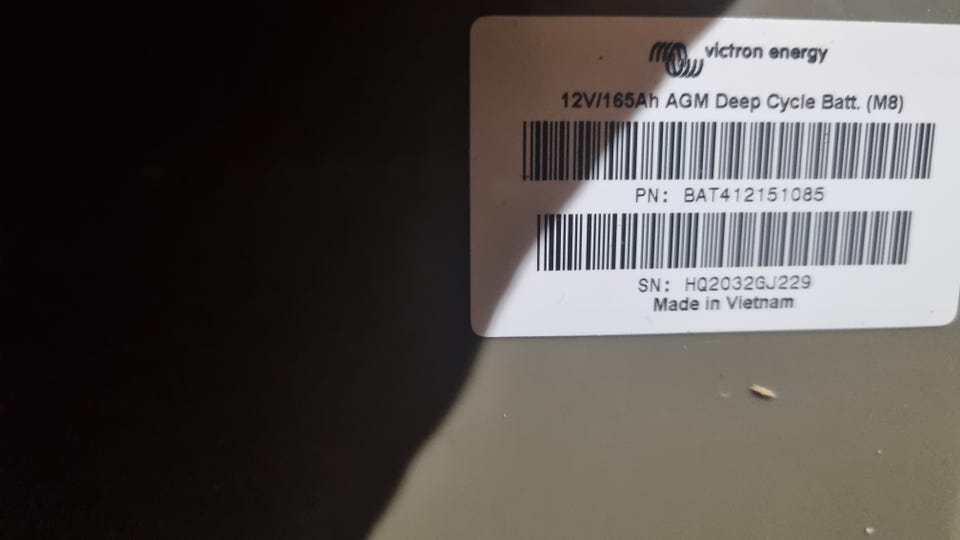 victron energy
12V/165Ah AGM Deep Cycle Batt. (M8)
PN: BAT412151085
SN: HQ2032GJ229
Made in Vietnam